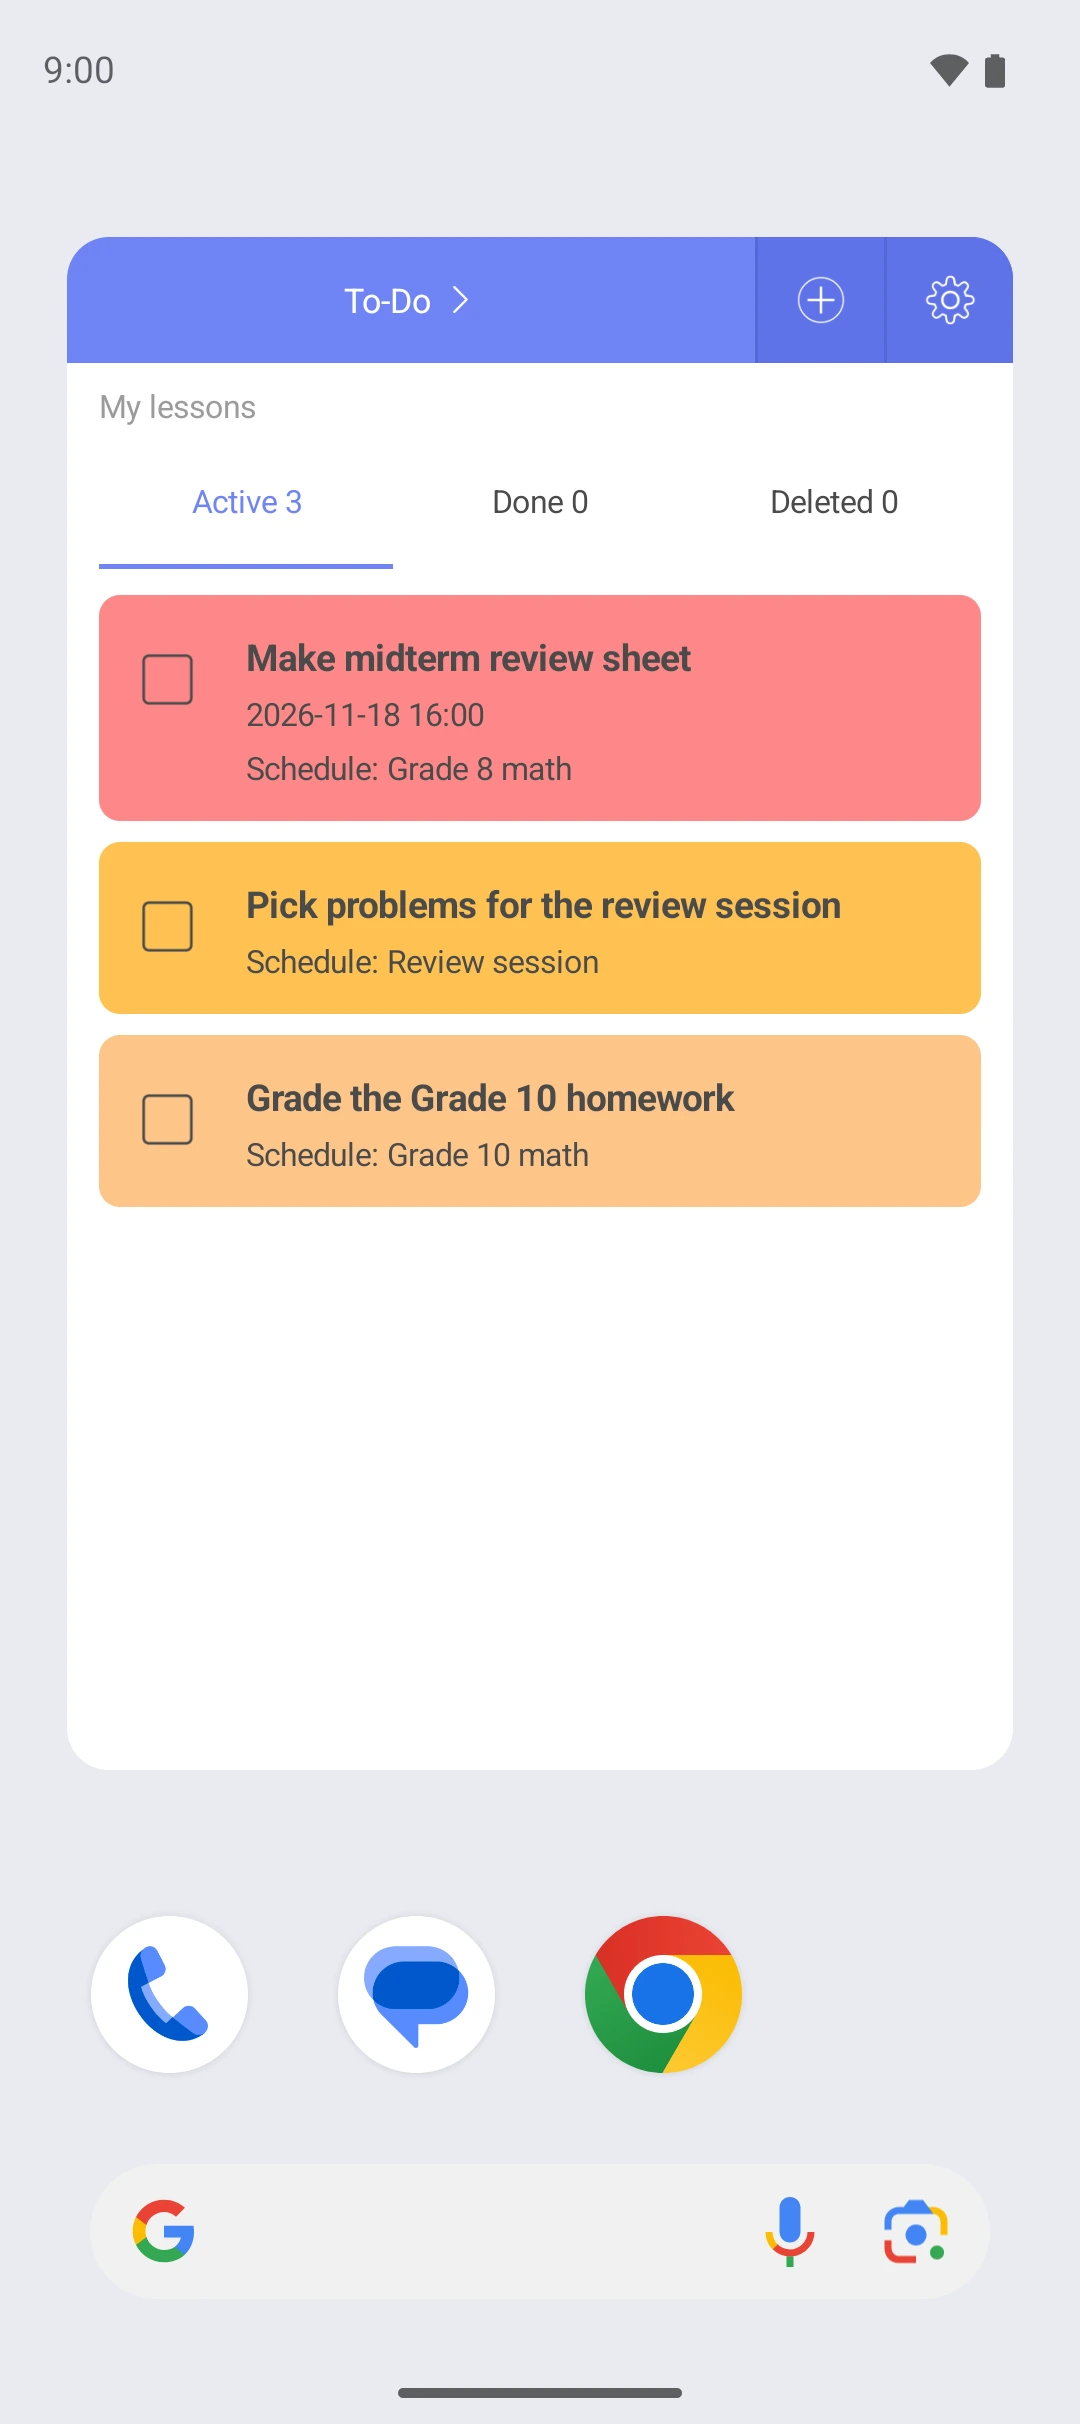 9:00
To-Do
My lessons
Active 3
Done 0
Deleted 0
Make midterm review sheet
2026-11-18 16:00
Schedule: Grade 8 math
Pick problems for the review session
Schedule: Review session
Grade the Grade 10 homework
Schedule: Grade 10 math